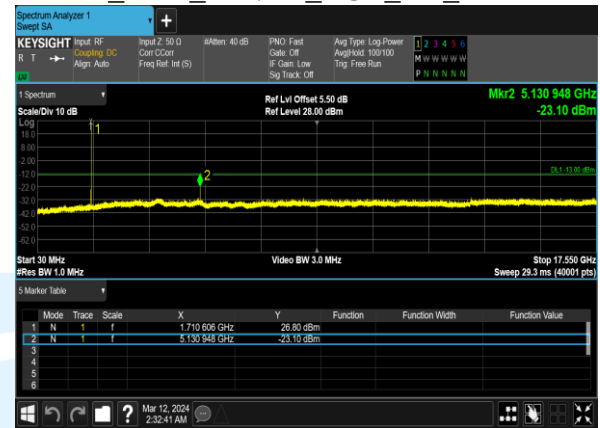 Spectrum Analyzer 1
Swept SA
KEYSIGHT
R T
Input: RF
Coupling: DC
Align: Auto
Input Z: 50 Ω
Corr CCorr
Freq Ref: Int (S)
#Atten: 40 dB
PNO: Fast
Gate: Off
IF Gain: Low
Sig Track: Off
Avg Type: Log-Power
Avg|Hold: 100/100
Trig: Free Run
1 2 3 4 5 6
M W W W W W
P N N N N N
1 Spectrum
Scale/Div 10 dB
Ref Lvl Offset 5.50 dB
Ref Level 28.00 dBm
Mkr2 5.130 948 GHz
-23.10 dBm
Log
18.0
8.00
-2.00
-12.0
-22.0
-32.0
-42.0
-52.0
-62.0
1
2
DL1 -13.00 dBm
Start 30 MHz
#Res BW 1.0 MHz
Video BW 3.0 MHz
Stop 17.550 GHz
Sweep 29.3 ms (40001 pts)
5 Marker Table
Mode Trace Scale X Y Function Function Width Function Value
1 N 1 f 1.710 606 GHz 26.80 dBm
2 N 1 f 5.130 948 GHz -23.10 dBm
3
4
5
6
?
Mar 12, 2024
2:32:41 AM